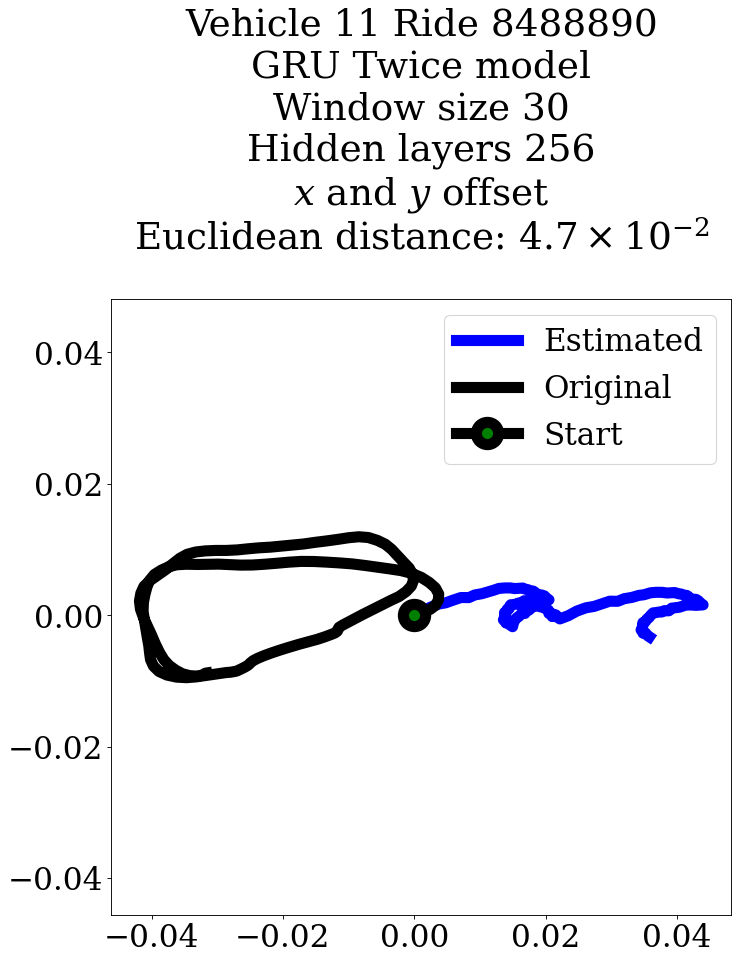 Vehicle 11 Ride 8488890
GRU Twice model
Window size 30
Hidden layers 256
x and y offset
Euclidean distance: 4.7 × 10⁻²
Estimated
Original
Start
0.04
0.02
0.00
−0.02
−0.04
−0.04 −0.02 0.00 0.02 0.04